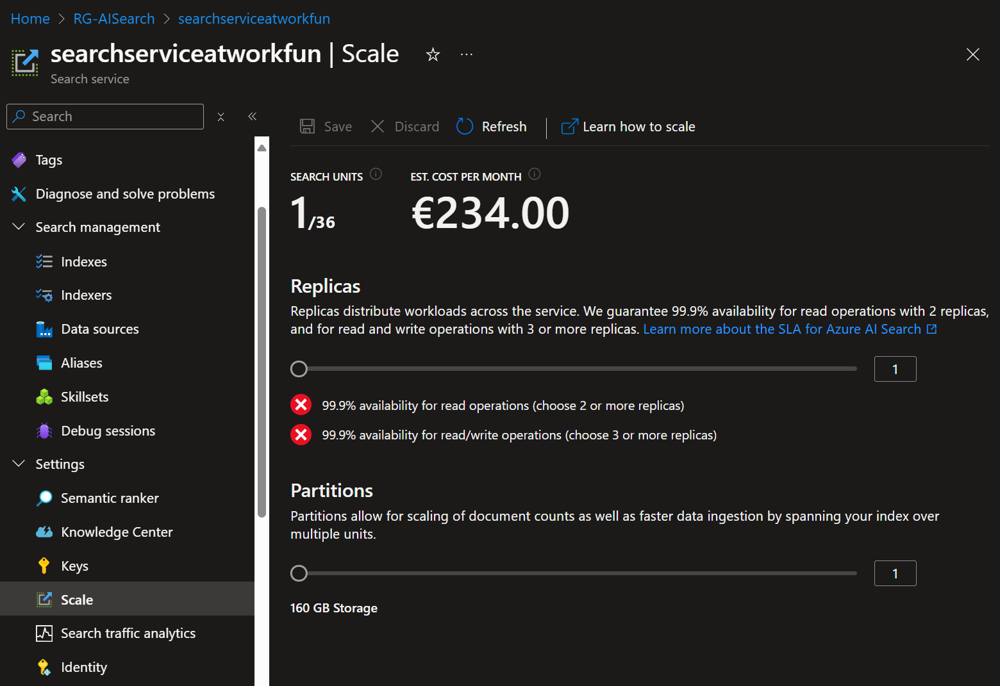 Home > RG-AISearch > searchserviceatworkfun
searchserviceatworkfun | Scale
Search service
Search
Tags
Diagnose and solve problems
Search management
Indexes
Indexers
Data sources
Aliases
Skillsets
Debug sessions
Settings
Semantic ranker
Knowledge Center
Keys
Scale
Search traffic analytics
Identity
Save Discard Refresh Learn how to scale
SEARCH UNITS EST. COST PER MONTH
1/36 €234.00
Replicas
Replicas distribute workloads across the service. We guarantee 99.9% availability for read operations with 2 replicas,
and for read and write operations with 3 or more replicas. Learn more about the SLA for Azure AI Search
1
99.9% availability for read operations (choose 2 or more replicas)
99.9% availability for read/write operations (choose 3 or more replicas)
Partitions
Partitions allow for scaling of document counts as well as faster data ingestion by spanning your index over
multiple units.
1
160 GB Storage